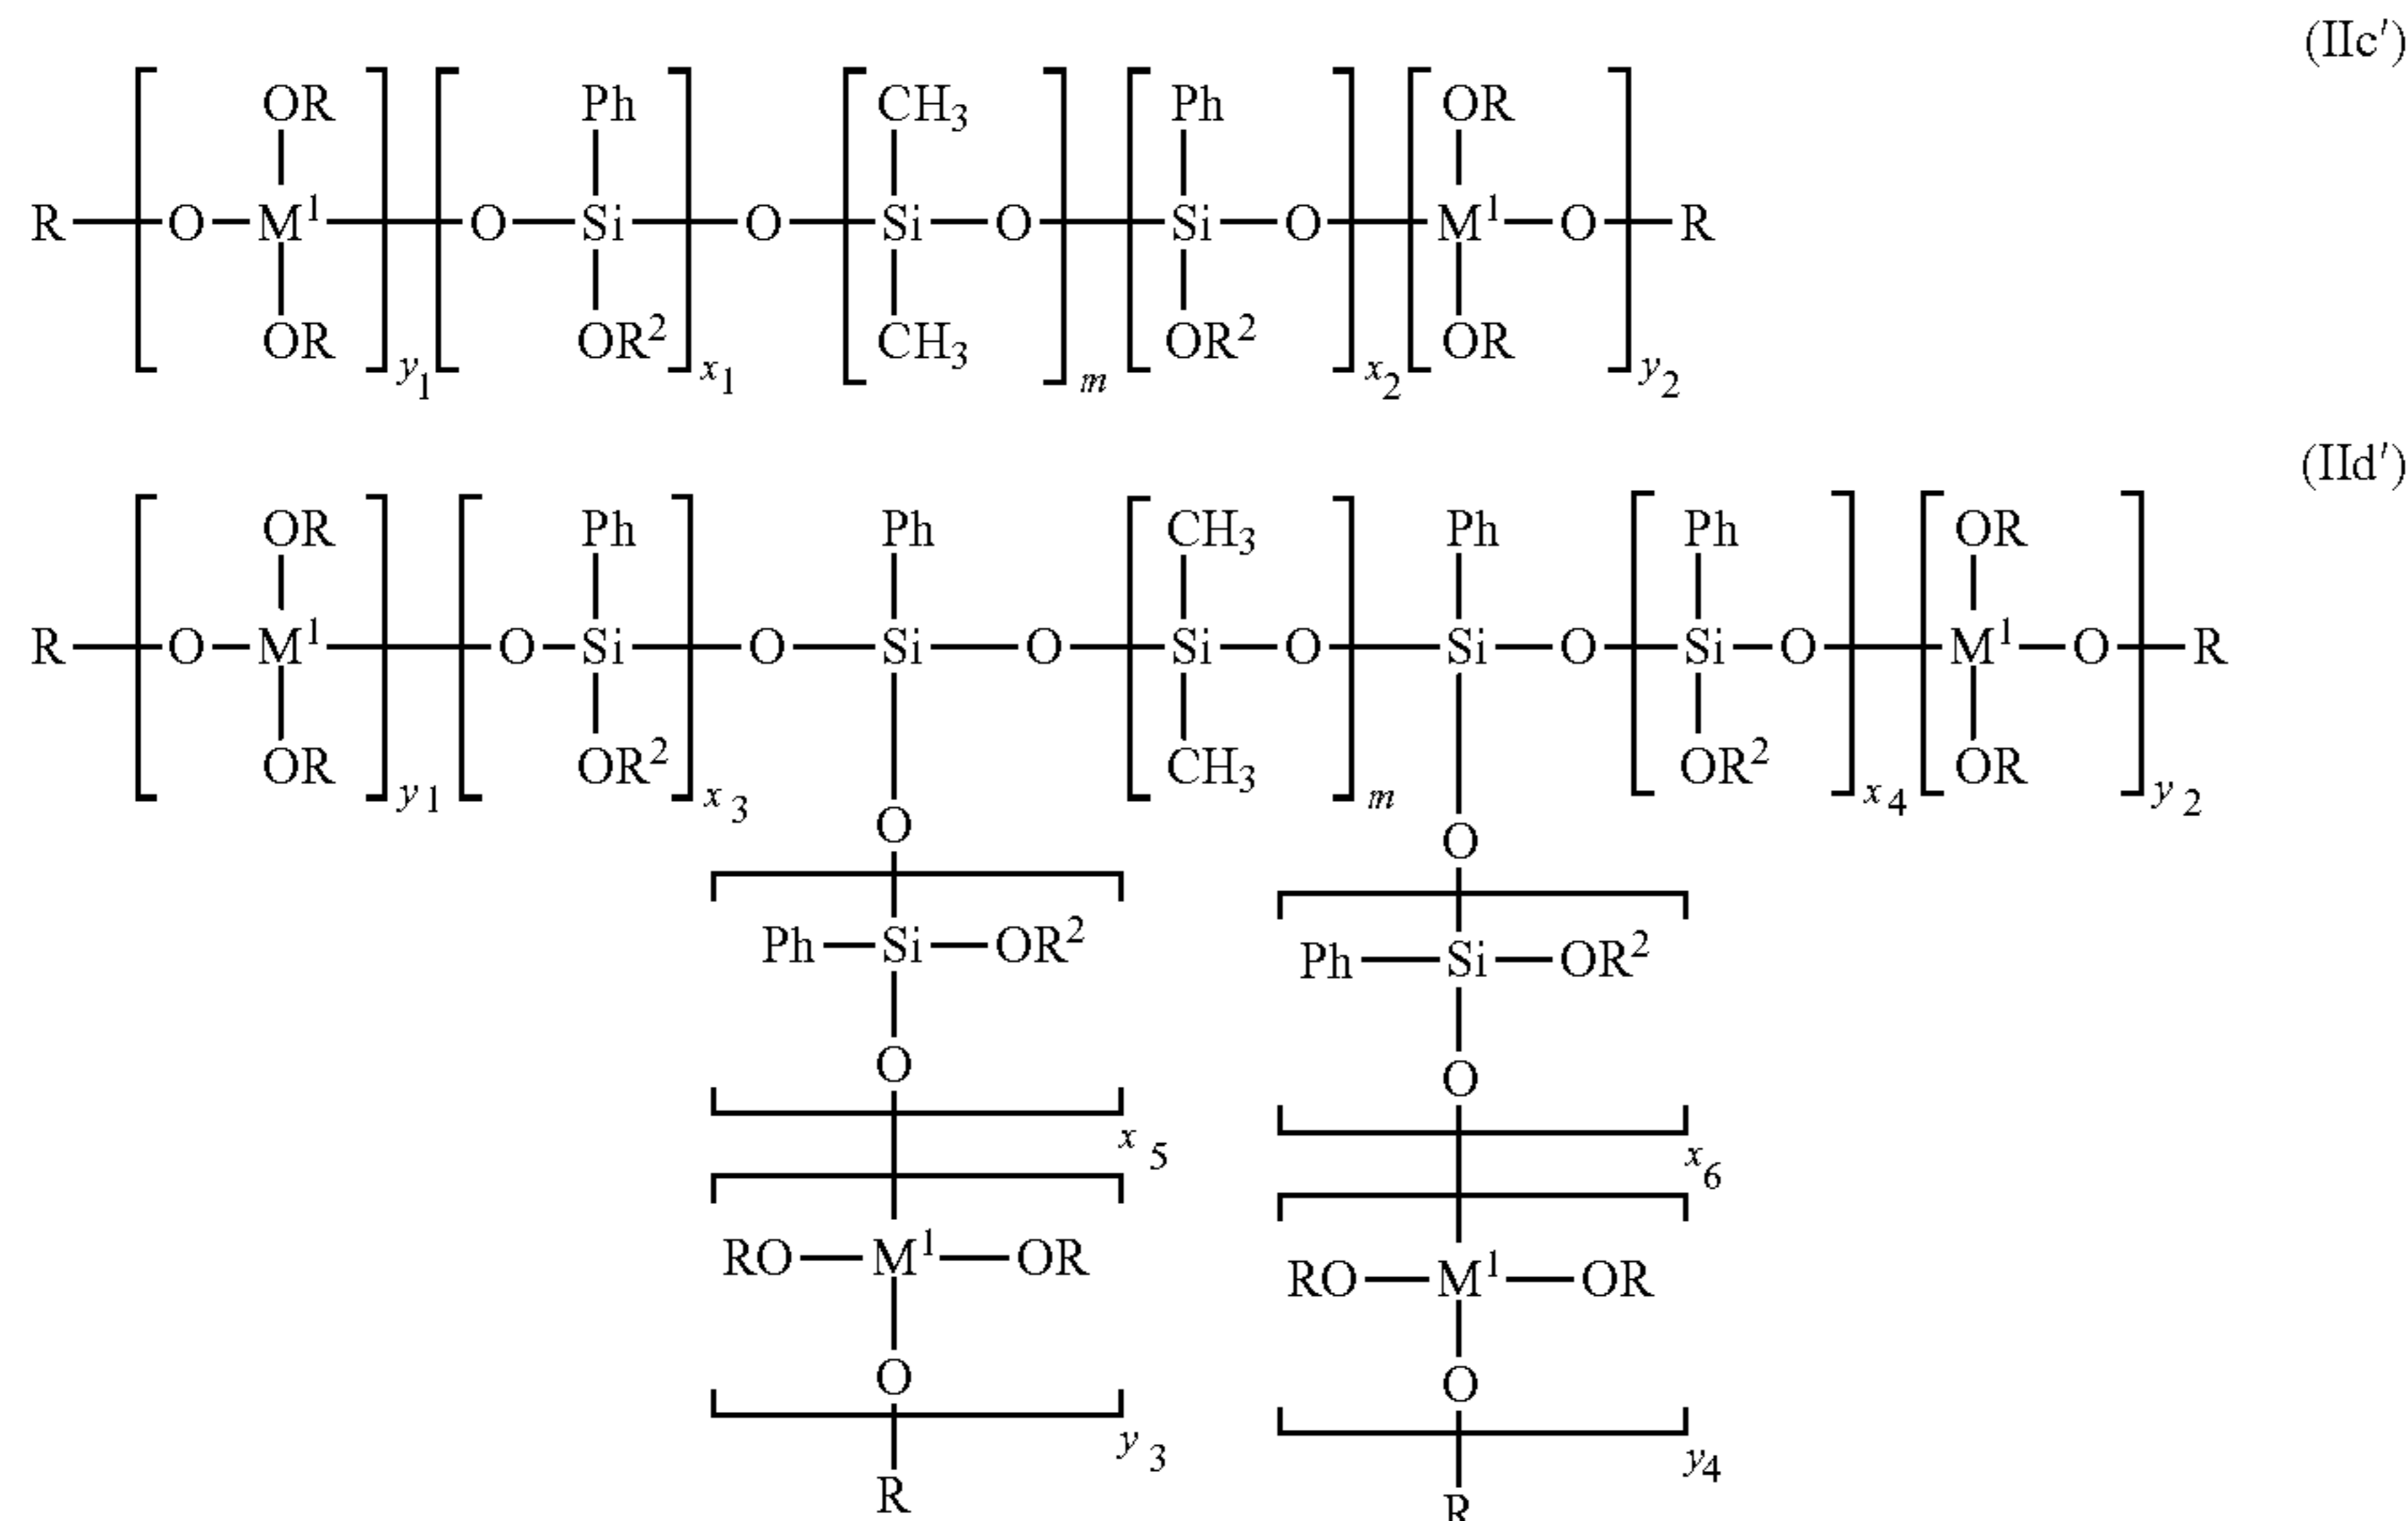 (IIc′)
OR Ph CH3 Ph OR
R O M1 O Si O Si O Si O M1 O R
OR OR2 CH3 OR2 OR
y1 x1 m x2 y2
(IId′)
OR Ph Ph CH3 Ph Ph OR
R O M1 O Si O Si O Si O Si O Si O M1 O R
OR OR2 CH3 OR2 OR
y1 x3 m x4 y2
O O
Ph Si OR2 Ph Si OR2
O O
x5 x6
RO M1 OR RO M1 OR
O O
y3 y4
R R